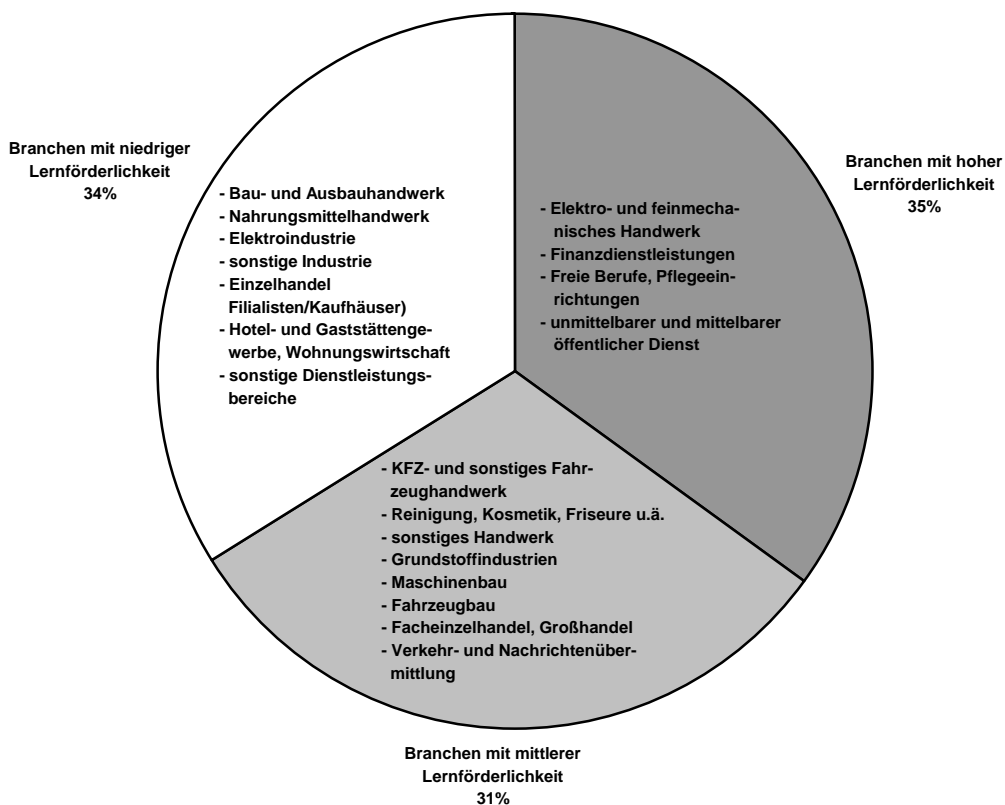 Branchen mit niedriger
Lernförderlichkeit
34%
- Bau- und Ausbauhandwerk
- Nahrungsmittelhandwerk
- Elektroindustrie
- sonstige Industrie
- Einzelhandel
Filialisten/Kaufhäuser)
- Hotel- und Gaststättenge-
werbe, Wohnungswirtschaft
- sonstige Dienstleistungs-
bereiche
Branchen mit hoher
Lernförderlichkeit
35%
- Elektro- und feinmecha-
nisches Handwerk
- Finanzdienstleistungen
- Freie Berufe, Pflegeein-
richtungen
- unmittelbarer und mittelbarer
öffentlicher Dienst
- KFZ- und sonstiges Fahr-
zeughandwerk
- Reinigung, Kosmetik, Friseure u.ä.
- sonstiges Handwerk
- Grundstoffindustrien
- Maschinenbau
- Fahrzeugbau
- Facheinzelhandel, Großhandel
- Verkehr- und Nachrichtenüber-
mittlung
Branchen mit mittlerer
Lernförderlichkeit
31%